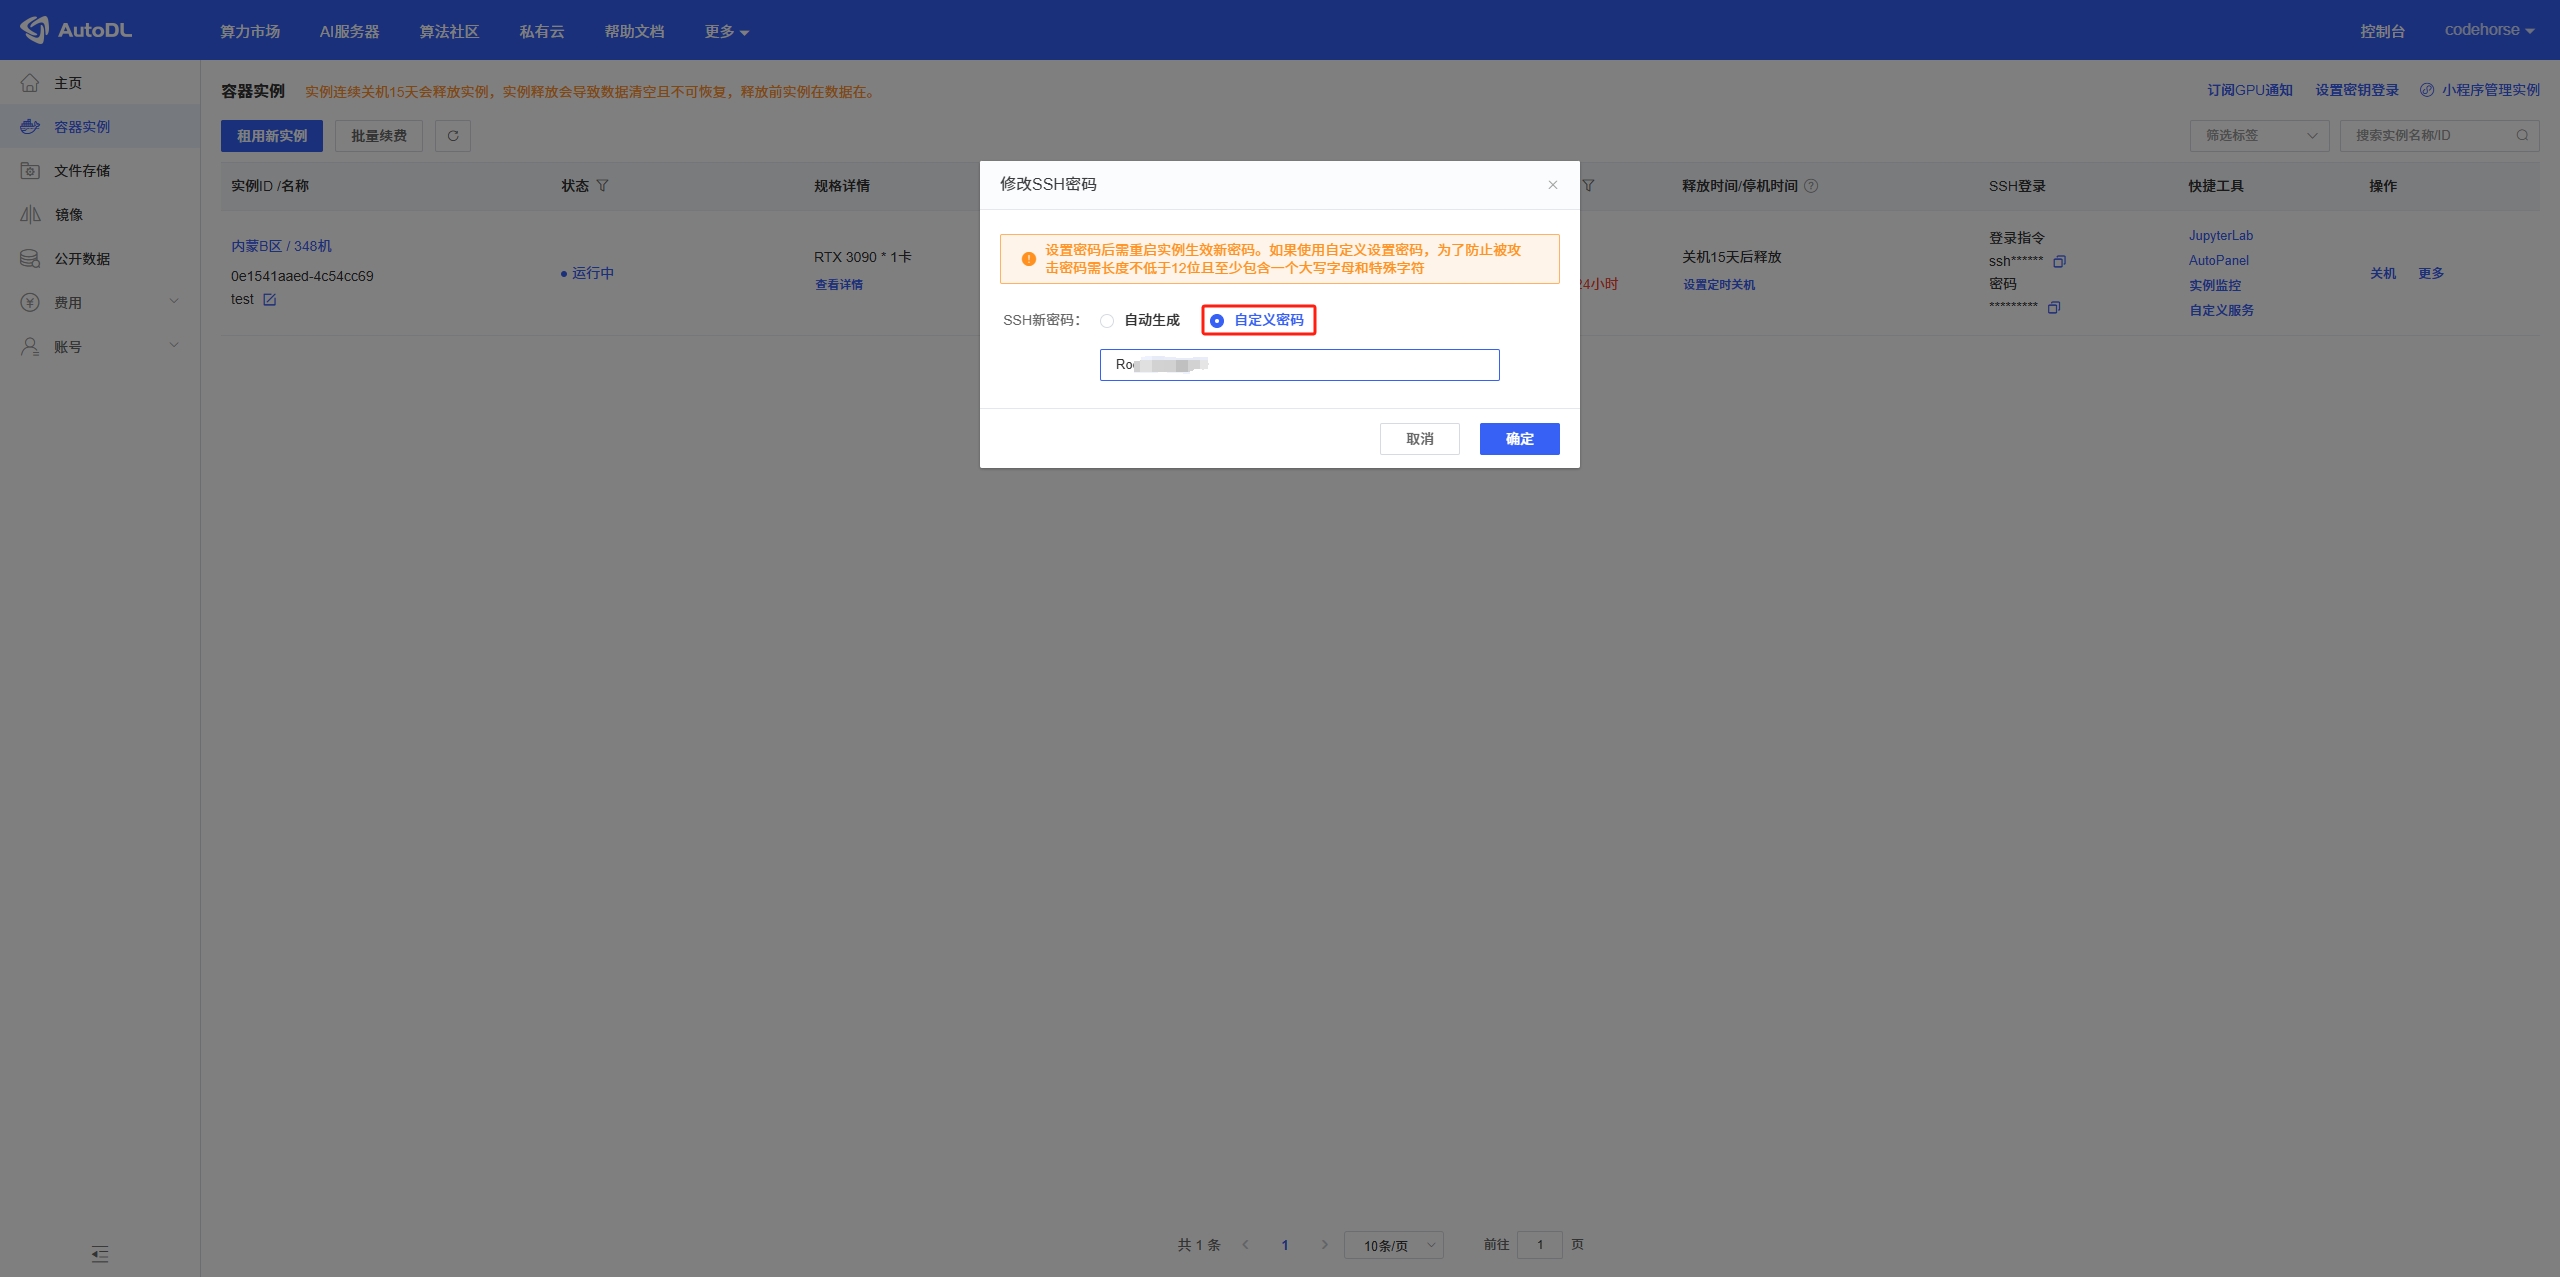 AutoDL
算力市场
AI服务器
算法社区
私有云
帮助文档
更多
控制台
codehorse
主页
容器实例
文件存储
镜像
公开数据
费用
账号
容器实例
实例连续关机15天会释放实例，实例释放会导致数据清空且不可恢复，释放前实例在数据在。
订阅GPU通知
设置密钥登录
小程序管理实例
租用新实例
批量续费
筛选标签
搜索实例名称/ID
实例ID /名称
状态
规格详情
释放时间/停机时间
SSH登录
快捷工具
操作
内蒙B区 / 348机
0e1541aaed-4c54cc69
test
运行中
RTX 3090 * 1卡
查看详情
24小时
关机15天后释放
设置定时关机
登录指令
ssh******
密码
*********
JupyterLab
AutoPanel
实例监控
自定义服务
关机
更多
修改SSH密码
设置密码后需重启实例生效新密码。如果使用自定义设置密码，为了防止被攻
击密码需长度不低于12位且至少包含一个大写字母和特殊字符
SSH新密码：
自动生成
自定义密码
取消
确定
共 1 条
1
10条/页
前往
1
页